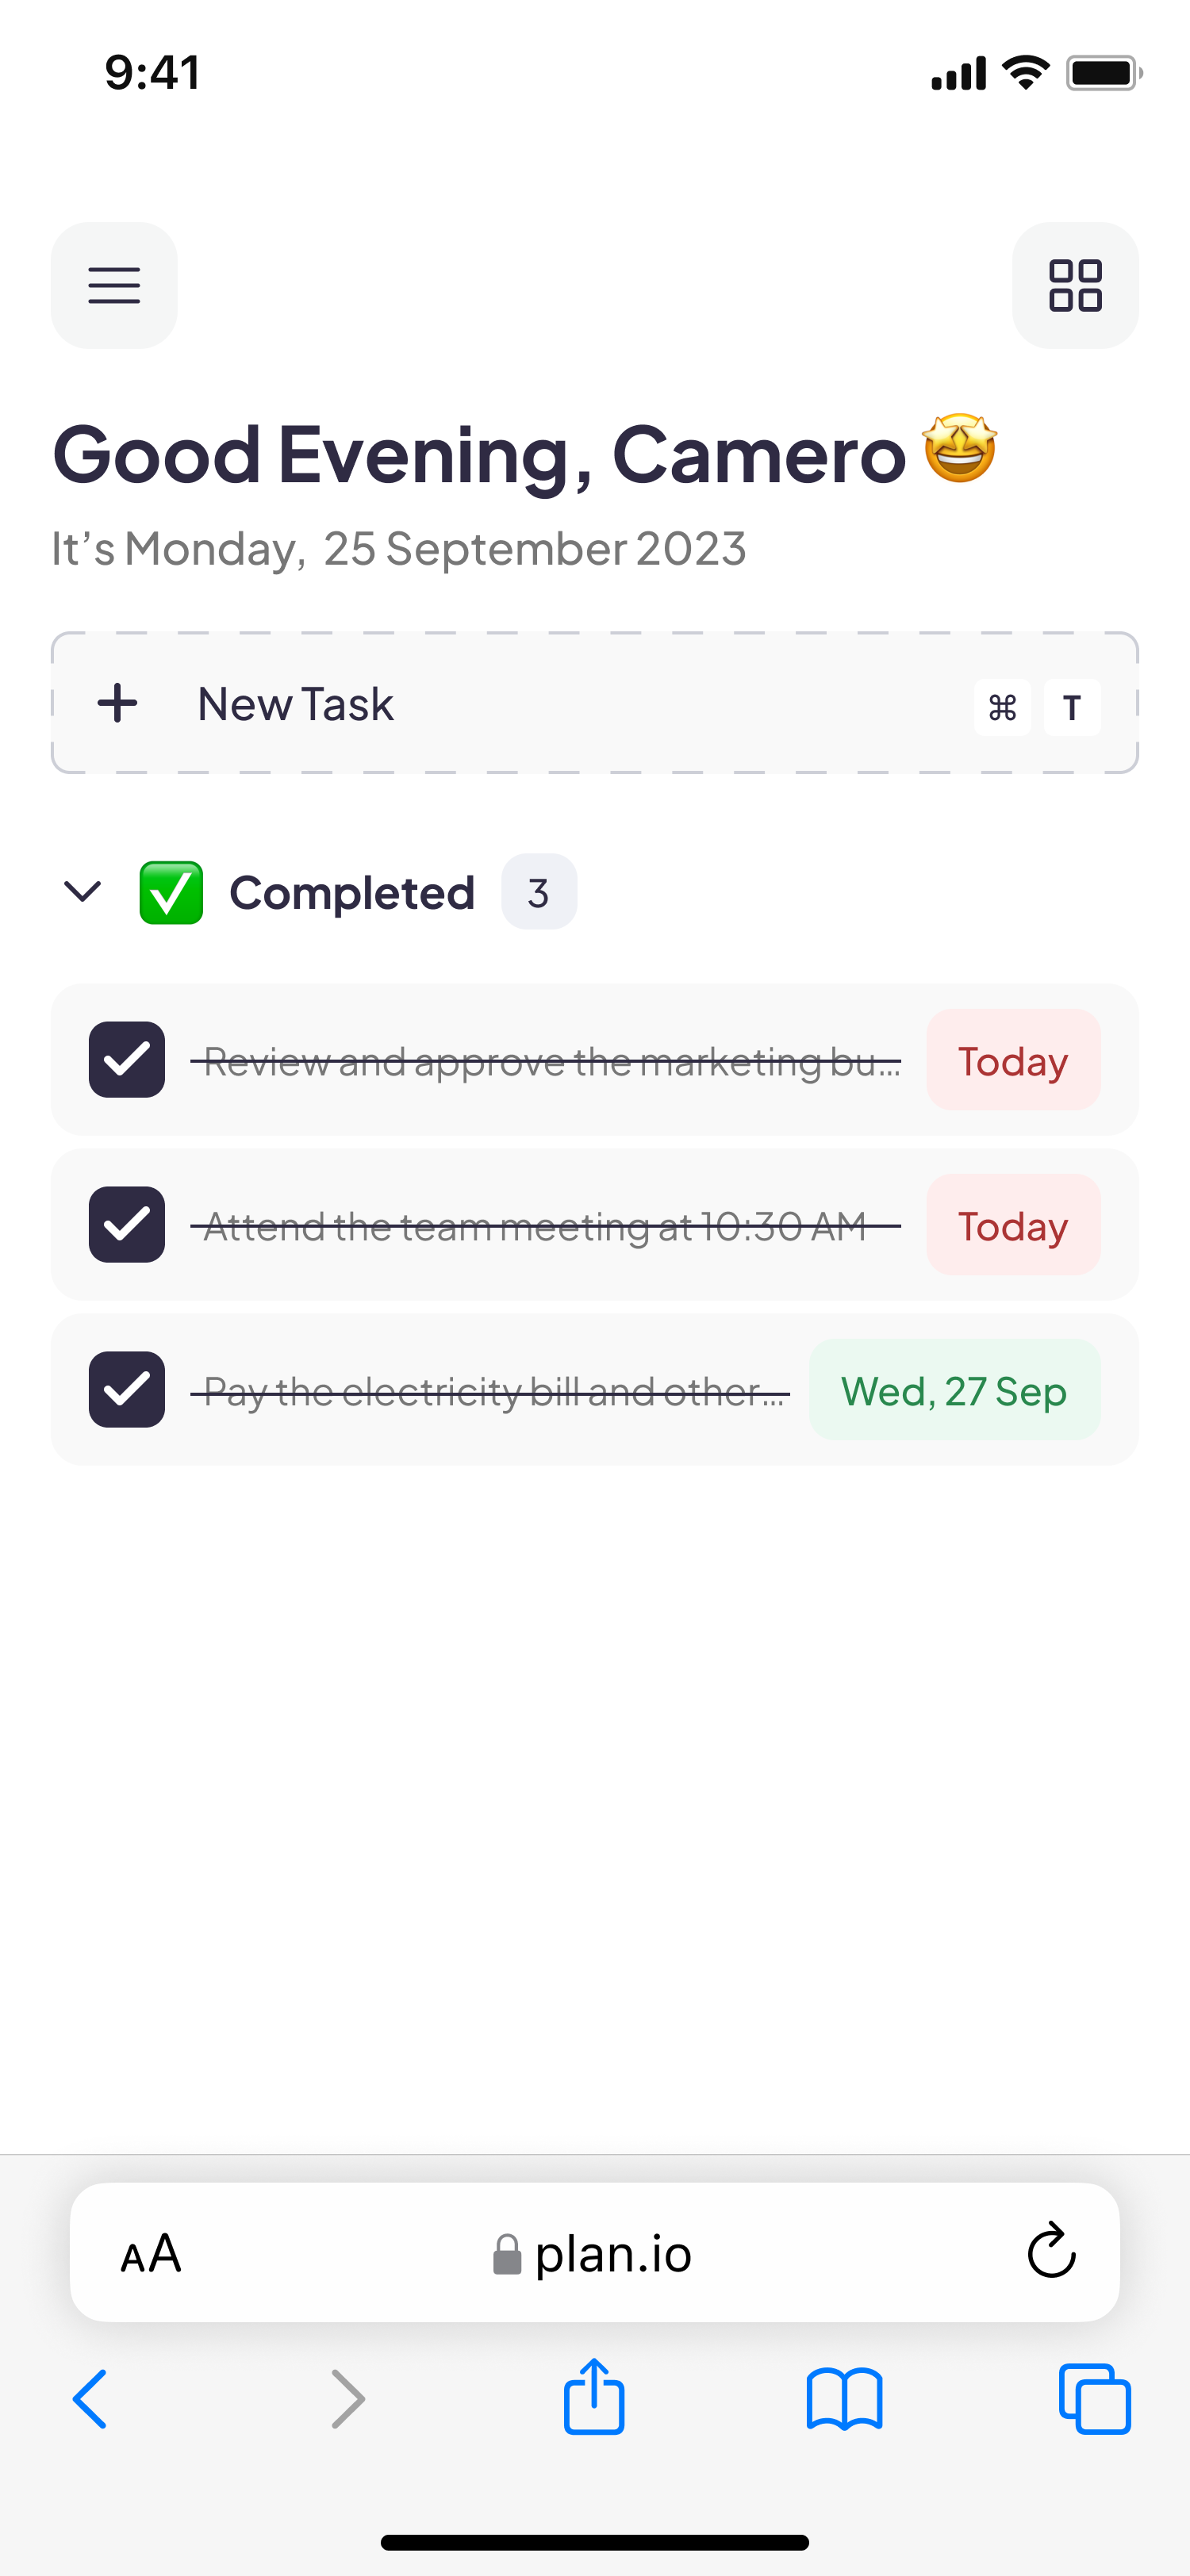 9:41
Good Evening, Camero 🤩
It’s Monday, 25 September 2023
New Task ⌘ T
Completed 3
Review and approve the marketing bu... Today
Attend the team meeting at 10:30 AM Today
Pay the electricity bill and other... Wed, 27 Sep
AA plan.io